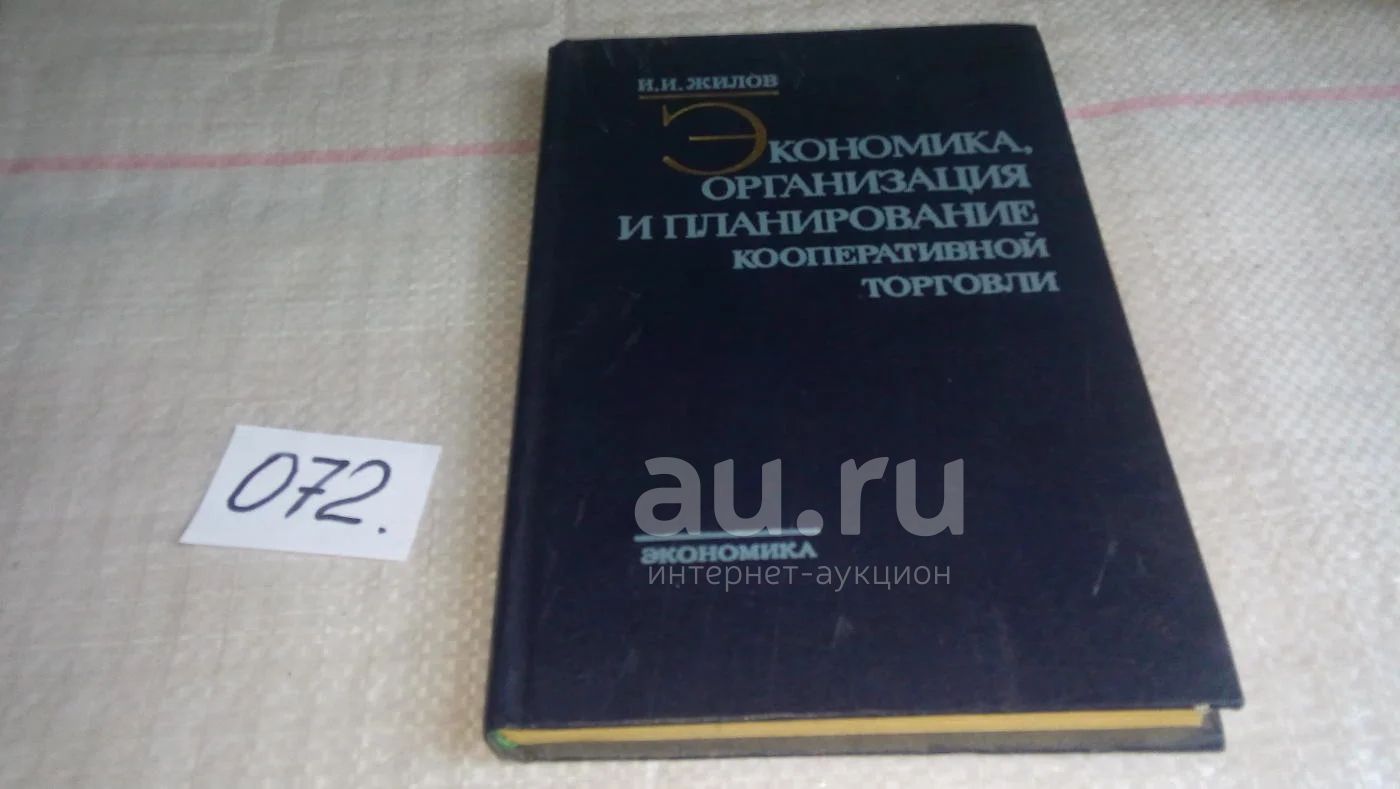 И.И. ЖИЛОВ
ЭКОНОМИКА,
ОРГАНИЗАЦИЯ
И ПЛАНИРОВАНИЕ
КООПЕРАТИВНОЙ
ТОРГОВЛИ
072.
au.ru
ЭКОНОМИКА
интернет-аукцион